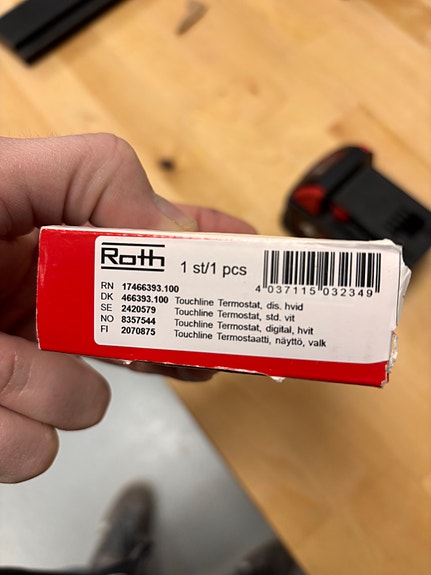 Roth
1 st/1 pcs
4 037115 032349
RN 17466393.100
DK 466393.100 Touchline Termostat, dis. hvid
SE 2420579 Touchline Termostat, std. vit
NO 8357544 Touchline Termostat, digital, hvit
FI 2070875 Touchline Termostaatti, näyttö, valk